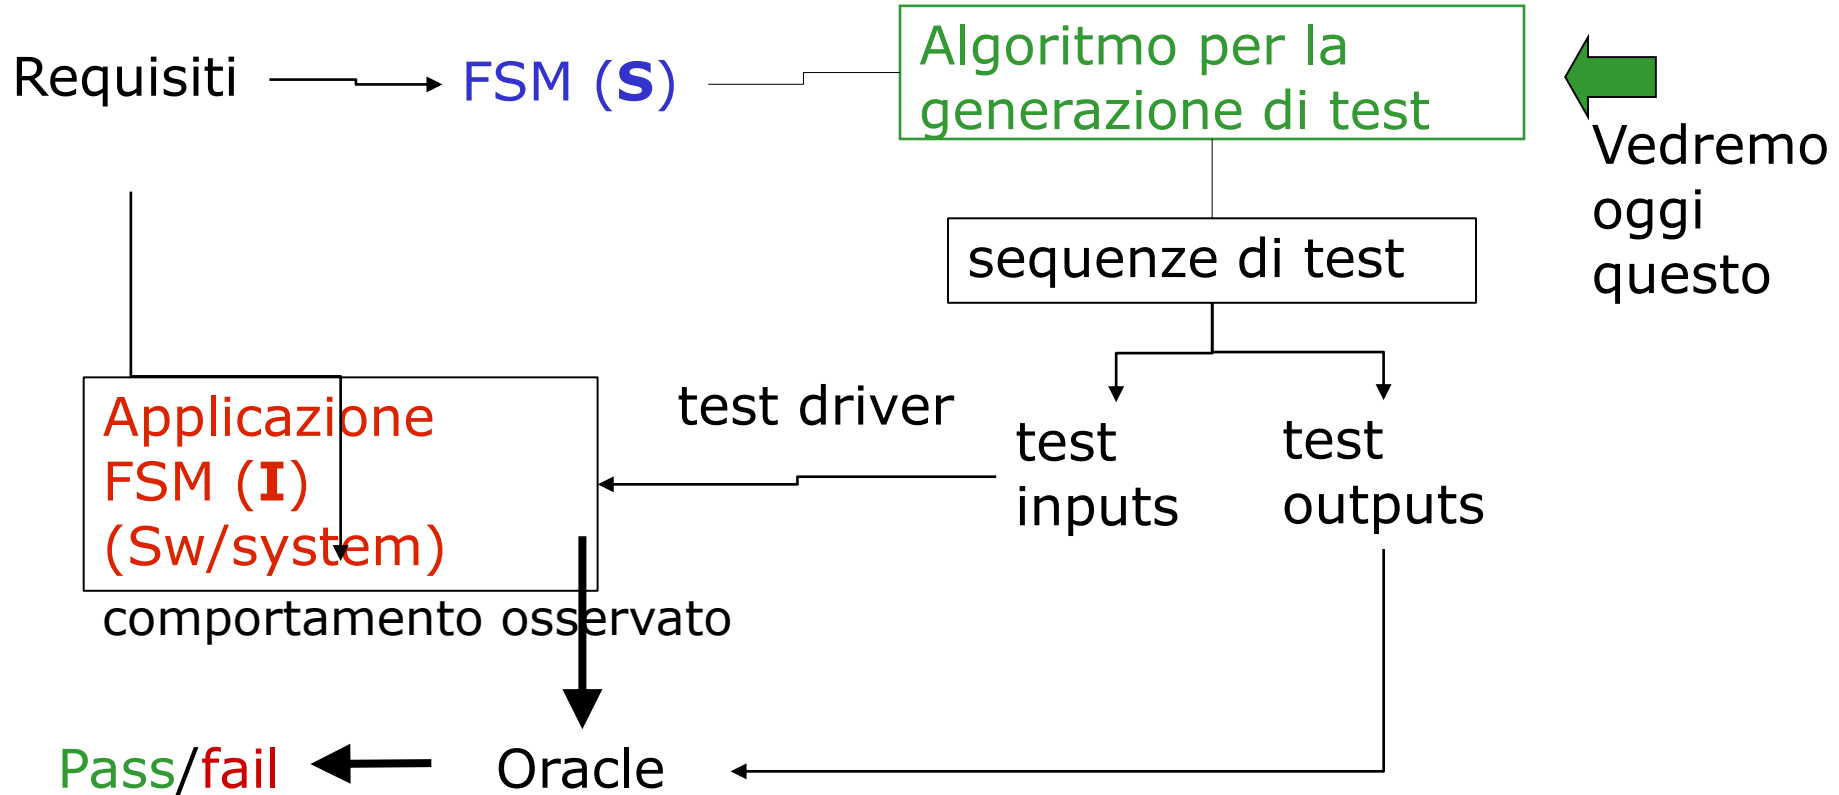 Requisiti
FSM (S)
Algoritmo per la
generazione di test
Vedremo
oggi
questo
sequenze di test
Applicazione
FSM (I)
(Sw/system)
test driver
test
inputs
test
outputs
comportamento osservato
Pass/fail
Oracle